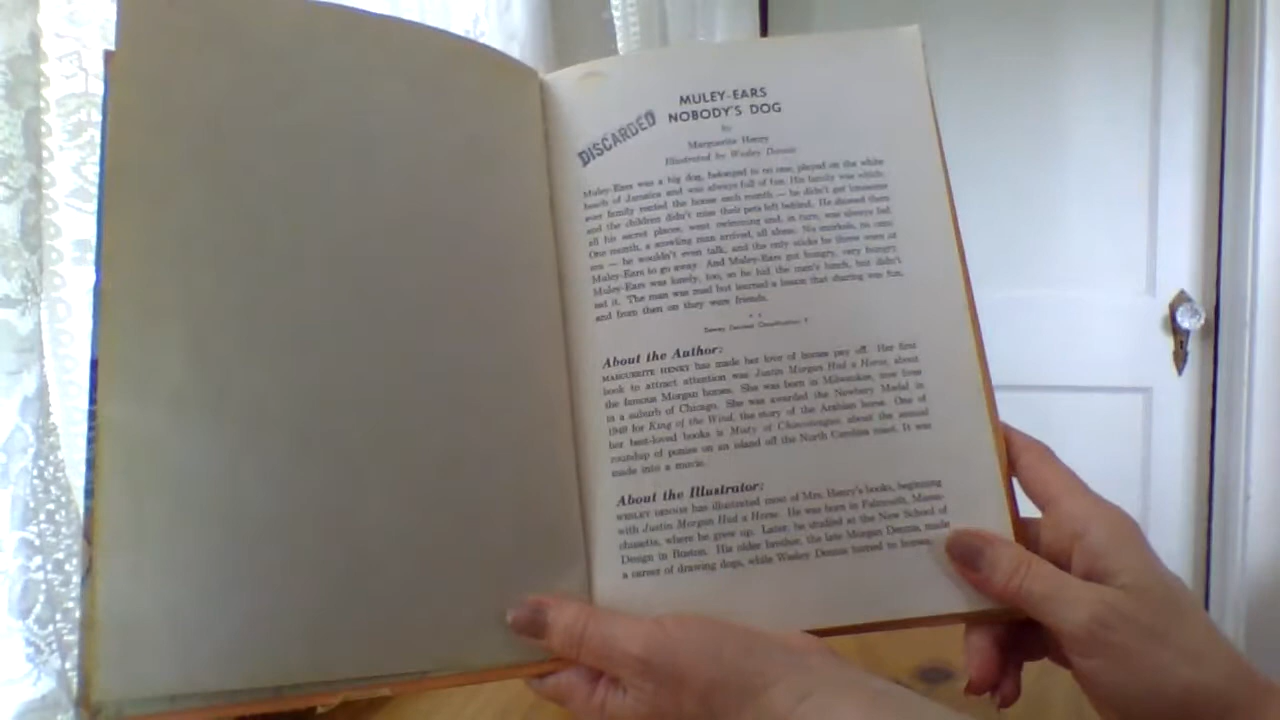 DISCARDED
MULEY-EARS
NOBODY'S DOG
by
Marguerite Henry
Illustrated by Wesley Dennis
Muley-Ears was a big dog, belonged to no one, played on the white
beach of Jamaica and was always full of fun. His family was which-
ever family rented the house each month — he didn't get lonesome
and the children didn't miss their pets left behind. He showed them
all his secret places, went swimming and, in turn, was always fed.
One month, a scowling man arrived, all alone. No
— he wouldn't even talk, and the only sticks he threw were at
Muley-Ears to go away. And Muley-Ears got hungry, very hungry.
Muley-Ears was lonely, too, so he hid the man's lunch, but didn't
eat it. The man was mad but learned a lesson that sharing was fun,
and from then on they were friends.
* *
Dewey Decimal Classification: F
About the Author:
MARGUERITE HENRY has made her love of horses pay off. Her first
book to attract attention was Justin Morgan Had a Horse, about
the famous Morgan horses. She was born in Milwaukee, now lives
in a suburb of Chicago. She was awarded the Newbery Medal in
1949 for King of the Wind, the story of the Arabian horse. One of
her best-loved books is Misty of Chincoteague, about the annual
roundup of ponies on an island off the North Carolina coast. It was
made into a movie.
About the Illustrator:
WESLEY DENNIS has illustrated most of Mrs. Henry's books, beginning
with Justin Morgan Had a Horse. He was born in Falmouth, Massa-
chusetts, where he grew up. Later, he studied at the New School of
Design in Boston. His older brother, the late Morgan Dennis, made
a career of drawing dogs, while Wesley Dennis turned to horses.